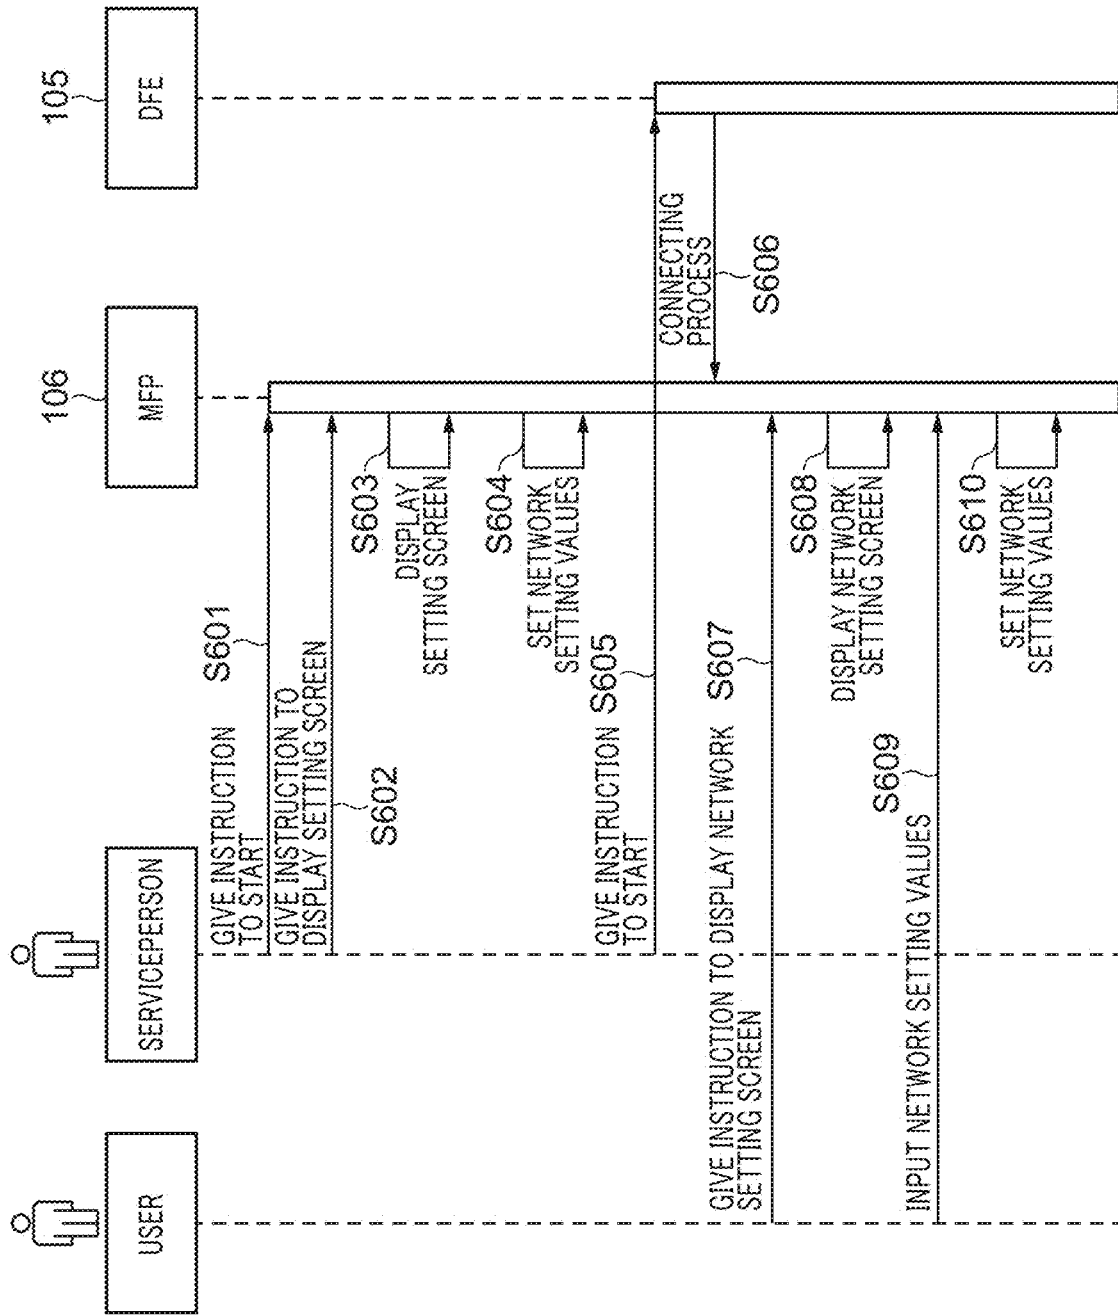 USER
SERVICEPERSON
106
MFP
105
DFE
GIVE INSTRUCTION
TO START
S601
GIVE INSTRUCTION TO
DISPLAY SETTING SCREEN
S602
S603
DISPLAY
SETTING SCREEN
S604
SET NETWORK
SETTING VALUES
GIVE INSTRUCTION
TO START
S605
CONNECTING
PROCESS
S606
GIVE INSTRUCTION TO DISPLAY NETWORK
SETTING SCREEN
S607
S608
DISPLAY NETWORK
SETTING SCREEN
INPUT NETWORK SETTING VALUES
S609
S610
SET NETWORK
SETTING VALUES